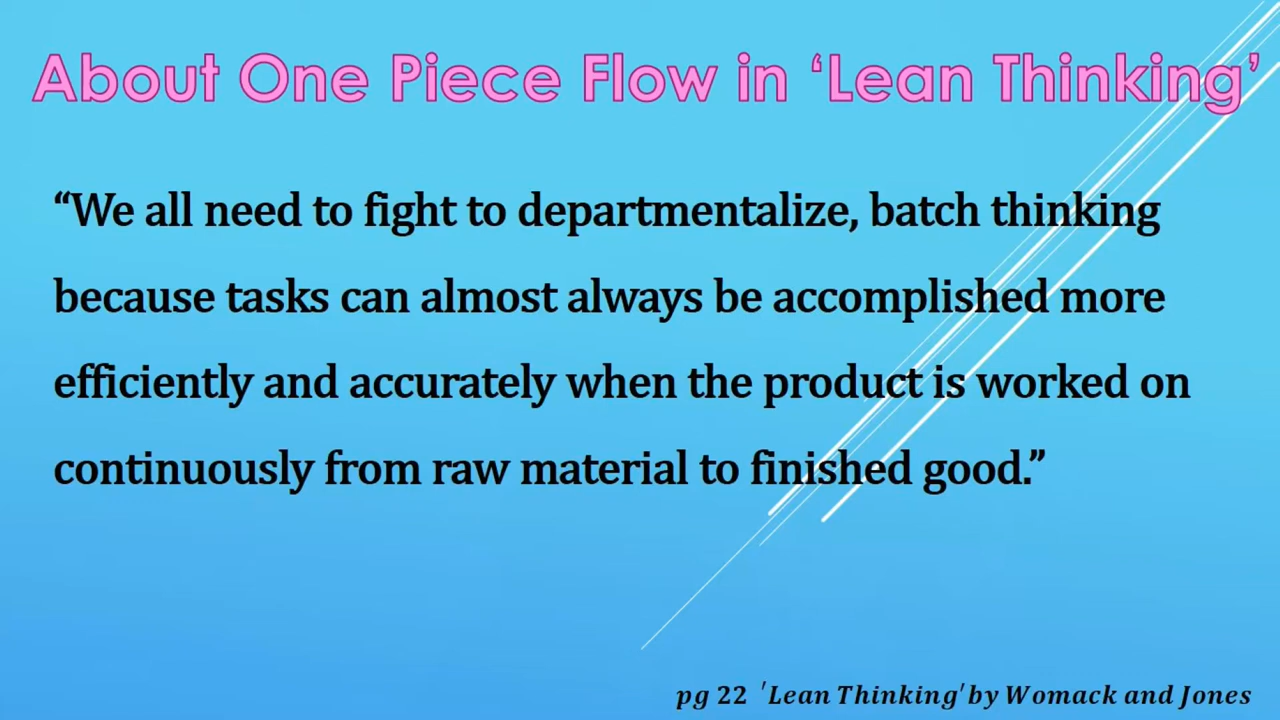 About One Piece Flow in ‘Lean Thinking’
“We all need to fight to departmentalize, batch thinking
because tasks can almost always be accomplished more
efficiently and accurately when the product is worked on
continuously from raw material to finished good.”
pg 22 'Lean Thinking' by Womack and Jones